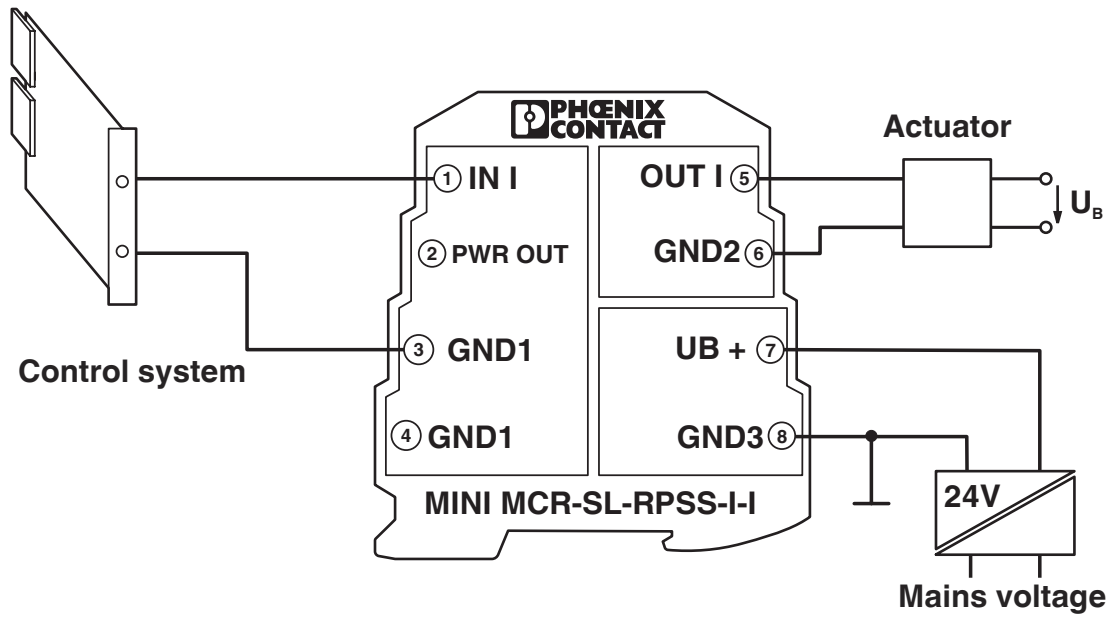 PHŒNIX
CONTACT
Actuator
1 IN I
OUT I 5
U_B
2 PWR OUT
GND2 6
3 GND1
UB + 7
Control system
4 GND1
GND3 8
24V
MINI MCR-SL-RPSS-I-I
Mains voltage